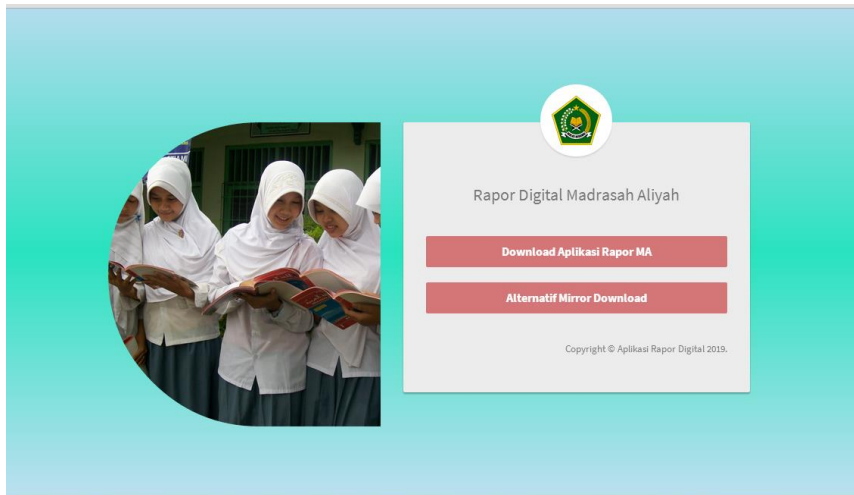 Rapor Digital Madrasah Aliyah
Download Aplikasi Rapor MA
Alternatif Mirror Download
Copyright © Aplikasi Rapor Digital 2019.